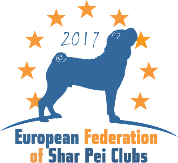 2017
European Federation
of Shar Pei Clubs